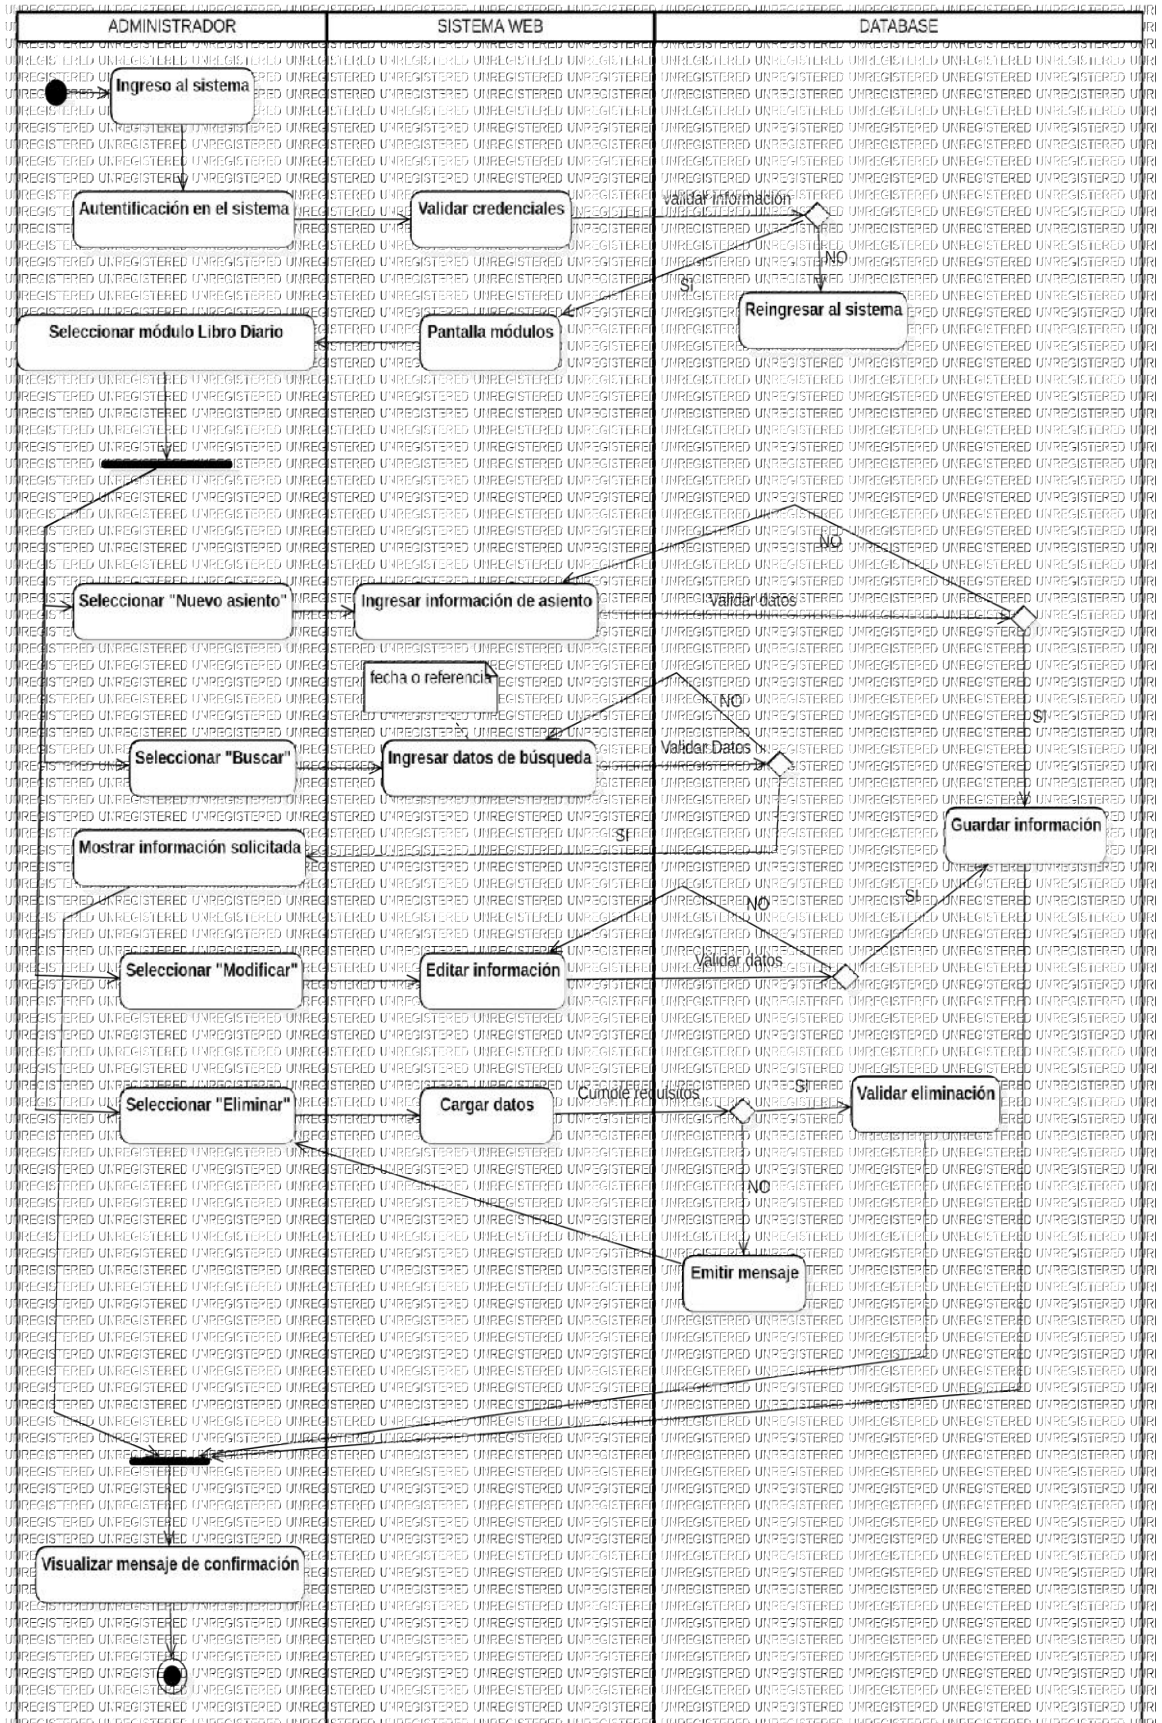 ADMINISTRADOR
SISTEMA WEB
DATABASE
Ingreso al sistema
Autentificación en el sistema
Validar credenciales
validar información
NO
SI
Reingresar al sistema
Seleccionar módulo Libro Diario
Pantalla módulos
NO
Seleccionar "Nuevo asiento"
Ingresar información de asiento
Validar datos
fecha o referencia
NO
SI
Seleccionar "Buscar"
Ingresar datos de búsqueda
Validar Datos
Guardar información
Mostrar información solicitada
SI
NO
SI
Seleccionar "Modificar"
Editar información
Validar datos
Seleccionar "Eliminar"
Cargar datos
Cumple requisitos
SI
Validar eliminación
NO
Emitir mensaje
Visualizar mensaje de confirmación